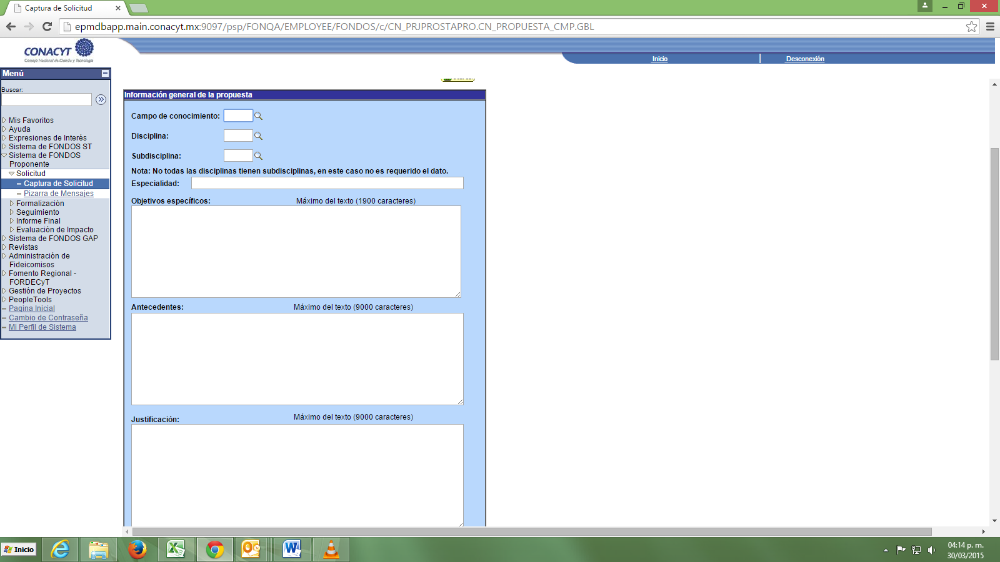 Captura de Solicitud
epmdbapp.main.conacyt.mx:9097/psp/FONQA/EMPLOYEE/FONDOS/c/CN_PRJPROSTAPRO.CN_PROPUESTA_CMP.GBL
CONACYT
Consejo Nacional de Ciencia y Tecnología
Inicio
Desconexión
Menú
Buscar:
Mis Favoritos
Ayuda
Expresiones de Interés
Sistema de FONDOS ST
Sistema de FONDOS
Proponente
Solicitud
Captura de Solicitud
Pizarra de Mensajes
Formalización
Seguimiento
Informe Final
Evaluación de Impacto
Sistema de FONDOS GAP
Revistas
Administración de
Fideicomisos
Fomento Regional -
FORDECyT
Gestión de Proyectos
PeopleTools
Pagina Inicial
Cambio de Contraseña
Mi Perfil de Sistema
Información general de la propuesta
Campo de conocimiento:
Disciplina:
Subdisciplina:
Nota: No todas las disciplinas tienen subdisciplinas, en este caso no es requerido el dato.
Especialidad:
Objetivos específicos: Máximo del texto (1900 caracteres)
Antecedentes: Máximo del texto (9000 caracteres)
Justificación: Máximo del texto (9000 caracteres)
Inicio
04:14 p. m.
30/03/2015